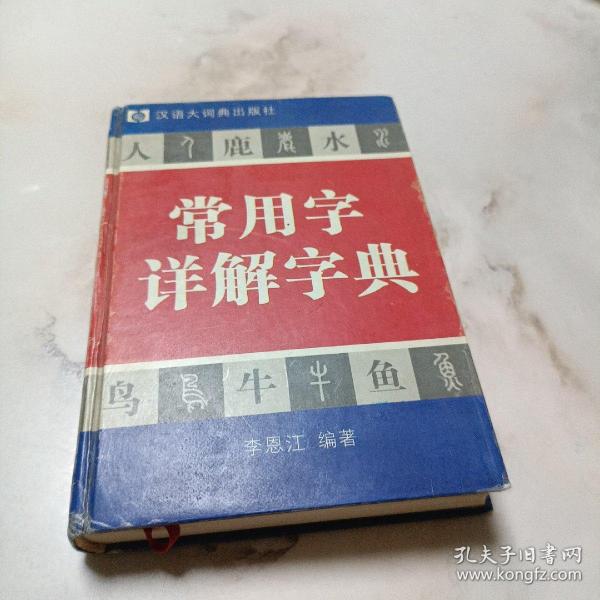 汉语大词典出版社
人 鹿 水
常用字
详解字典
鸟 牛 鱼
李恩江 编著
孔夫子旧书网
www.kongfz.com